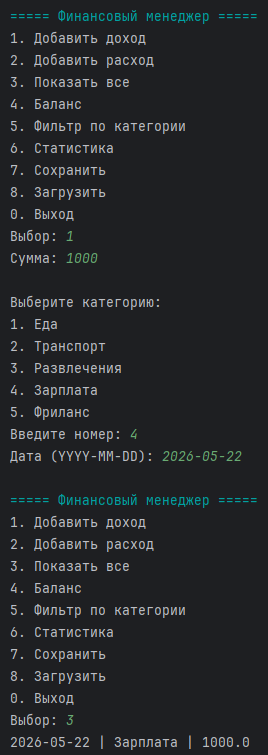 ===== Финансовый менеджер =====
1. Добавить доход
2. Добавить расход
3. Показать все
4. Баланс
5. Фильтр по категории
6. Статистика
7. Сохранить
8. Загрузить
0. Выход
Выбор: 1
Сумма: 1000

Выберите категорию:
1. Еда
2. Транспорт
3. Развлечения
4. Зарплата
5. Фриланс
Введите номер: 4
Дата (YYYY-MM-DD): 2026-05-22

===== Финансовый менеджер =====
1. Добавить доход
2. Добавить расход
3. Показать все
4. Баланс
5. Фильтр по категории
6. Статистика
7. Сохранить
8. Загрузить
0. Выход
Выбор: 3
2026-05-22 | Зарплата | 1000.0